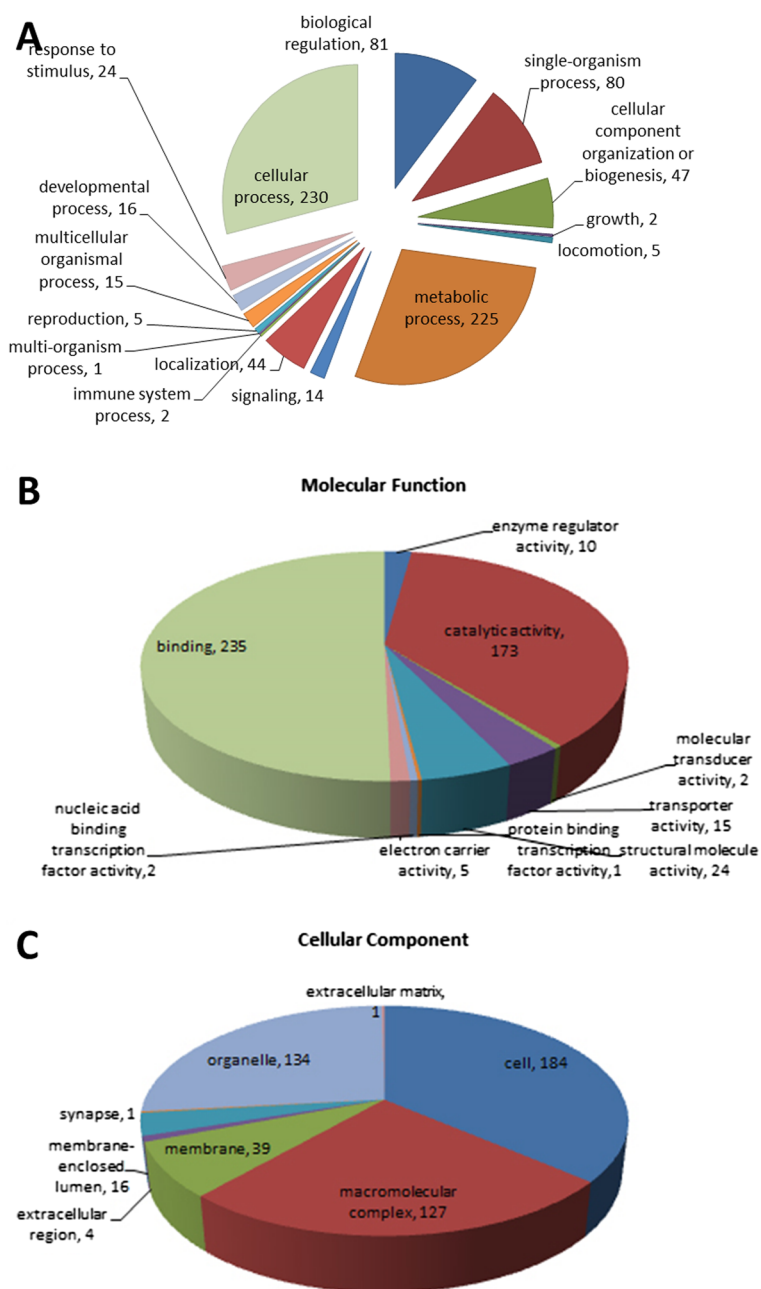 A
biological
regulation, 81
response to
stimulus, 24
single-organism
process, 80
cellular
component
organization or
biogenesis, 47
cellular
process, 230
developmental
process, 16
growth, 2
locomotion, 5
multicellular
organismal
process, 15
metabolic
process, 225
reproduction, 5
multi-organism
process, 1
localization, 44
immune system
process, 2
signaling, 14
B
Molecular Function
enzyme regulator
activity, 10
catalytic activity,
173
binding, 235
molecular
transducer
activity, 2
transporter
activity, 15
nucleic acid
binding
transcription
factor activity,2
electron carrier
activity, 5
protein binding
transcription
factor activity,1
structural molecule
activity, 24
C
Cellular Component
extracellular matrix,
1
organelle, 134
cell, 184
synapse, 1
membrane-
enclosed
lumen, 16
membrane, 39
extracellular
region, 4
macromolecular
complex, 127